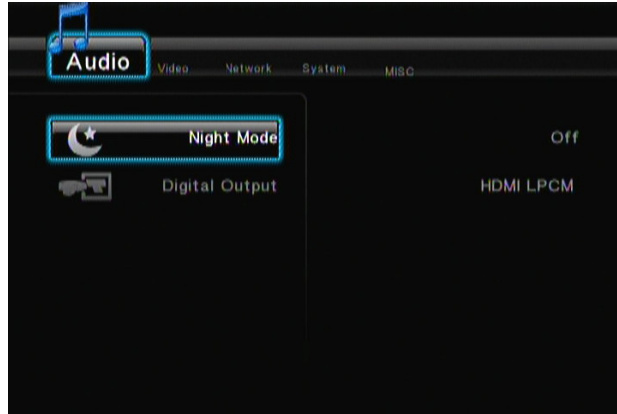 Audio Video Network System MISC
Night Mode Off
Digital Output HDMI LPCM